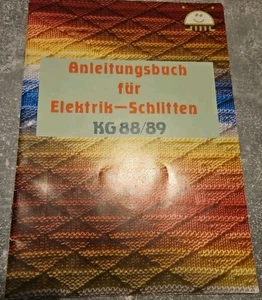 Anleitungsbuch
für
Elektrik-Schlitten
KG 88/89